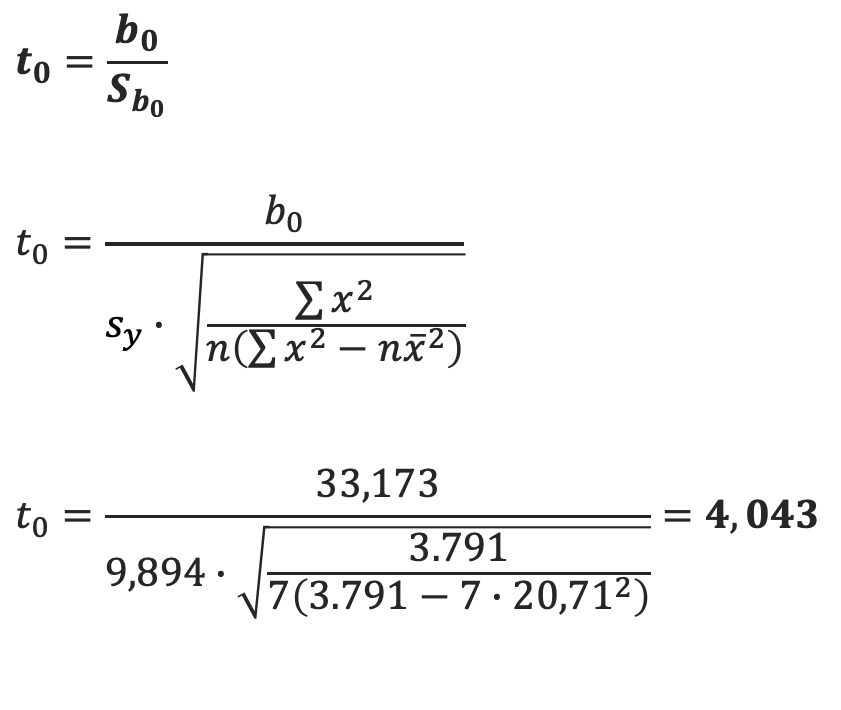 t₀ = b₀ / S_b₀
t₀ = b₀ / (s_y · √(∑ x² / (n(∑ x² − nx̄²))))
t₀ = 33,173 / (9,894 · √(3.791 / (7(3.791 − 7 · 20,71²)))) = 4,043